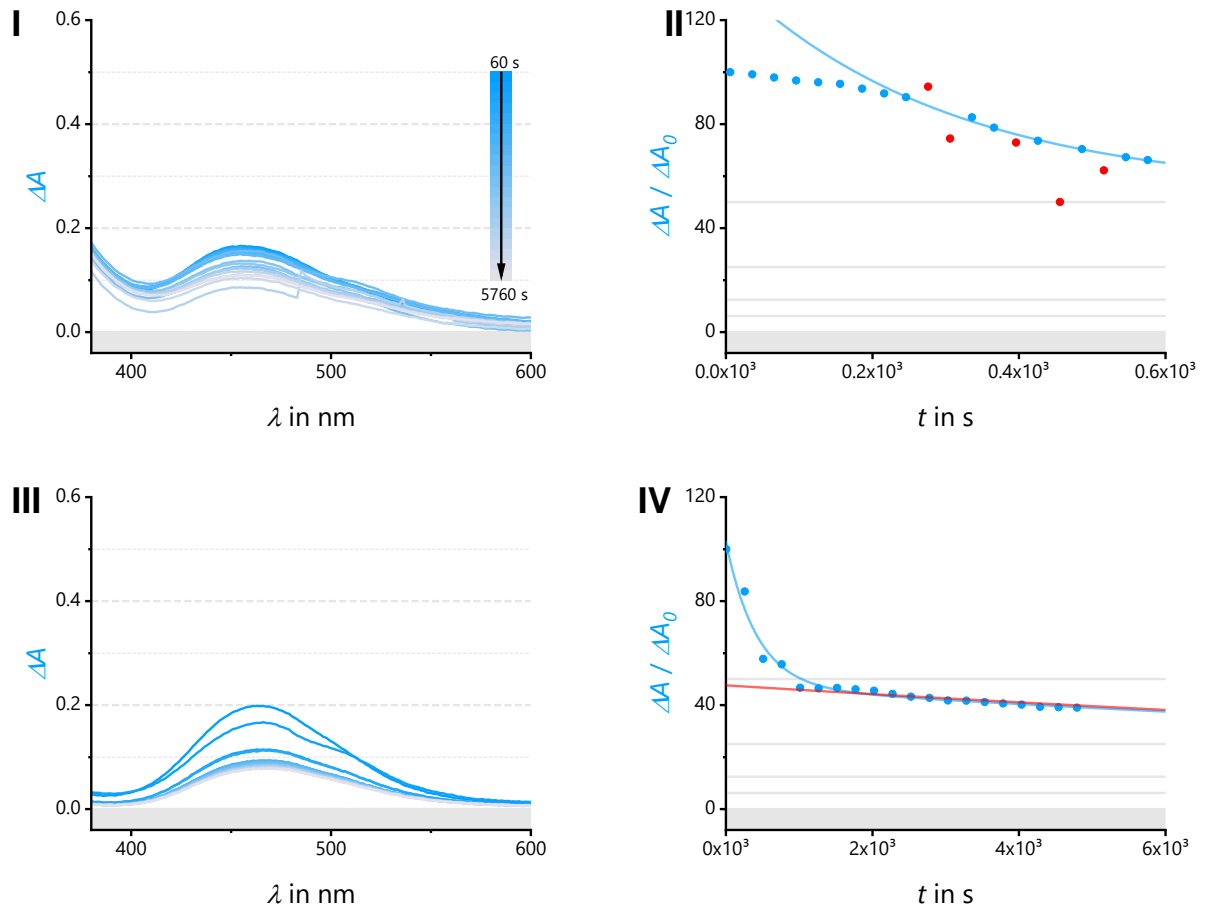 I
0.6
0.4
0.2
0.0
ΔA
400
500
600
λ in nm
60 s
5760 s
II
120
80
40
0
ΔA / ΔA₀
0.0x10³
0.2x10³
0.4x10³
0.6x10³
t in s
III
0.6
0.4
0.2
0.0
ΔA
400
500
600
λ in nm
IV
120
80
40
0
ΔA / ΔA₀
0x10³
2x10³
4x10³
6x10³
t in s